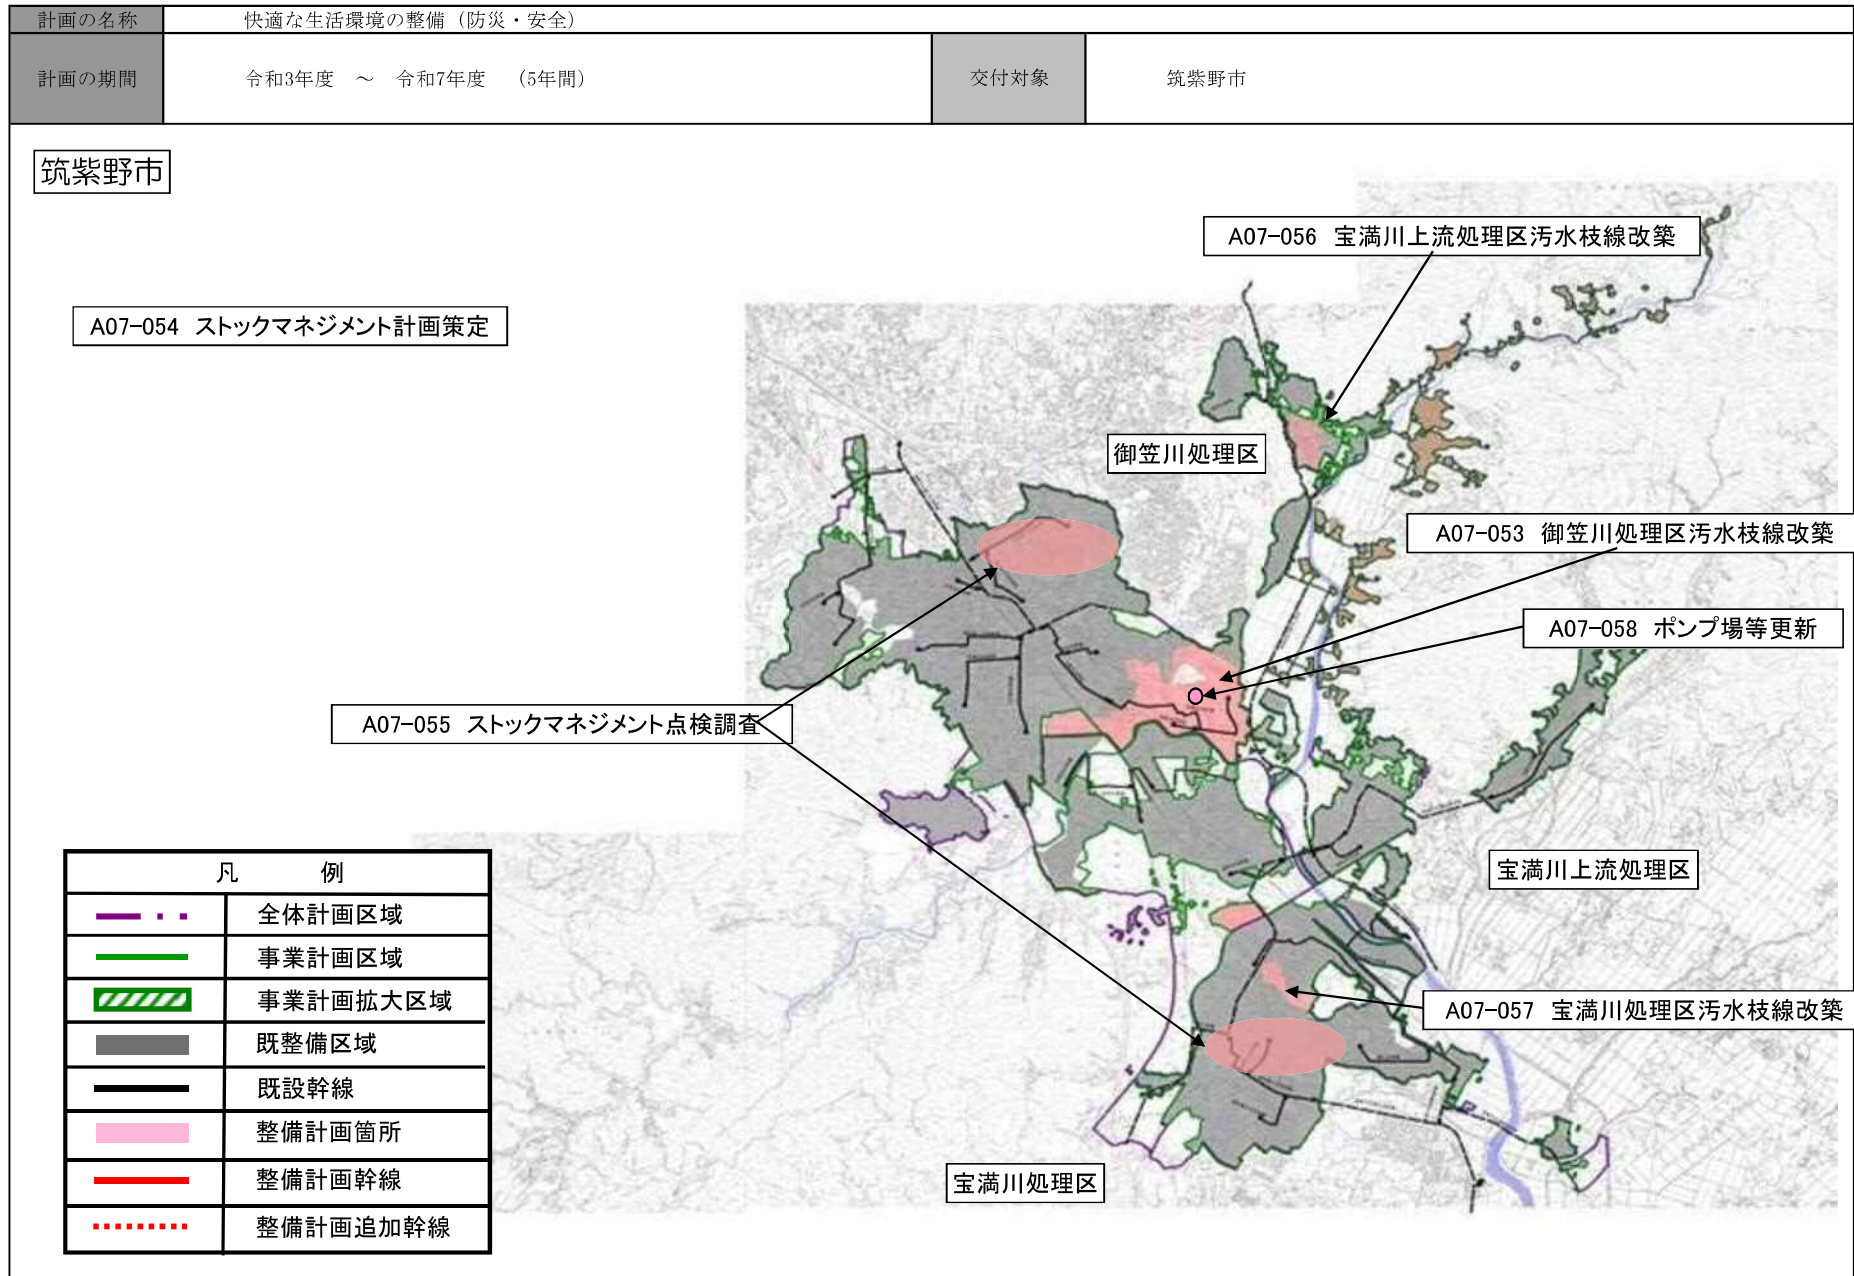 計画の名称 快適な生活環境の整備（防災・安全）
計画の期間 令和3年度 ～ 令和7年度 （5年間） 交付対象 筑紫野市
筑紫野市
A07-056 宝満川上流処理区汚水枝線改築
A07-054 ストックマネジメント計画策定
御笠川処理区
A07-053 御笠川処理区汚水枝線改築
A07-058 ポンプ場等更新
A07-055 ストックマネジメント点検調査
宝満川上流処理区
A07-057 宝満川処理区汚水枝線改築
宝満川処理区
凡 例
全体計画区域
事業計画区域
事業計画拡大区域
既整備区域
既設幹線
整備計画箇所
整備計画幹線
整備計画追加幹線